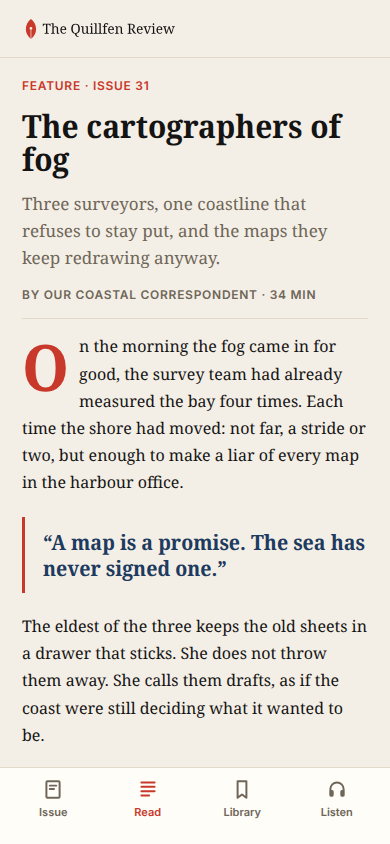 The Quillfen Review
FEATURE · ISSUE 31
The cartographers of
fog
Three surveyors, one coastline that
refuses to stay put, and the maps they
keep redrawing anyway.
BY OUR COASTAL CORRESPONDENT · 34 MIN
On the morning the fog came in for
good, the survey team had already
measured the bay four times. Each
time the shore had moved: not far, a stride or
two, but enough to make a liar of every map
in the harbour office.
“A map is a promise. The sea has
never signed one.”
The eldest of the three keeps the old sheets in
a drawer that sticks. She does not throw
them away. She calls them drafts, as if the
coast were still deciding what it wanted to
be.
Issue
Read
Library
Listen